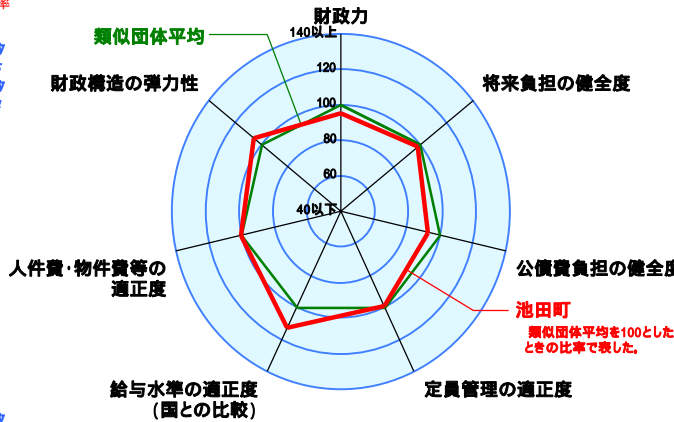 率
財政力
140以上
類似団体平均
財政構造の弾力性
120
将来負担の健全度
100
80
60
40以下
人件費・物件費等の
適正度
公債費負担の健全度
池田町
類似団体平均を100とした
ときの比率で表した。
給与水準の適正度
(国との比較)
定員管理の適正度